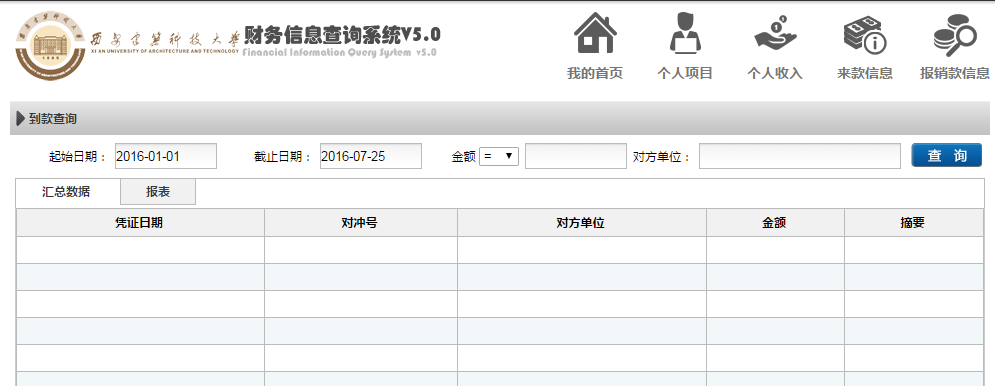 西安建筑科技大学
XI'AN UNIVERSITY OF ARCHITECTURE AND TECHNOLOGY
财务信息查询系统V5.0
Financial Information Query System v5.0
我的首页 个人项目 个人收入 来款信息 报销款信息
到款查询
起始日期： 2016-01-01 截止日期： 2016-07-25 金额 = 对方单位： 查 询
汇总数据 报表
凭证日期 对冲号 对方单位 金额 摘要